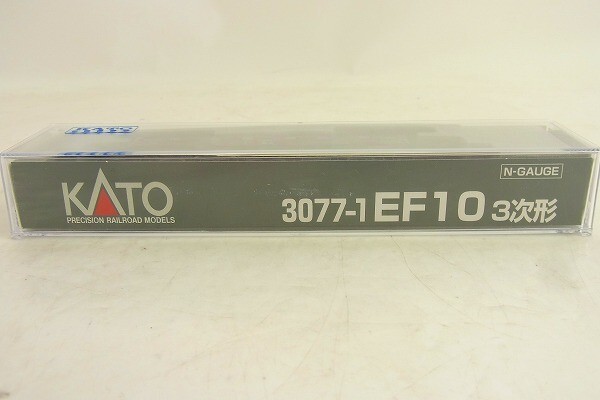 KATO
PRECISION RAILROAD MODELS
3077-1 EF10 3次形
N-GAUGE